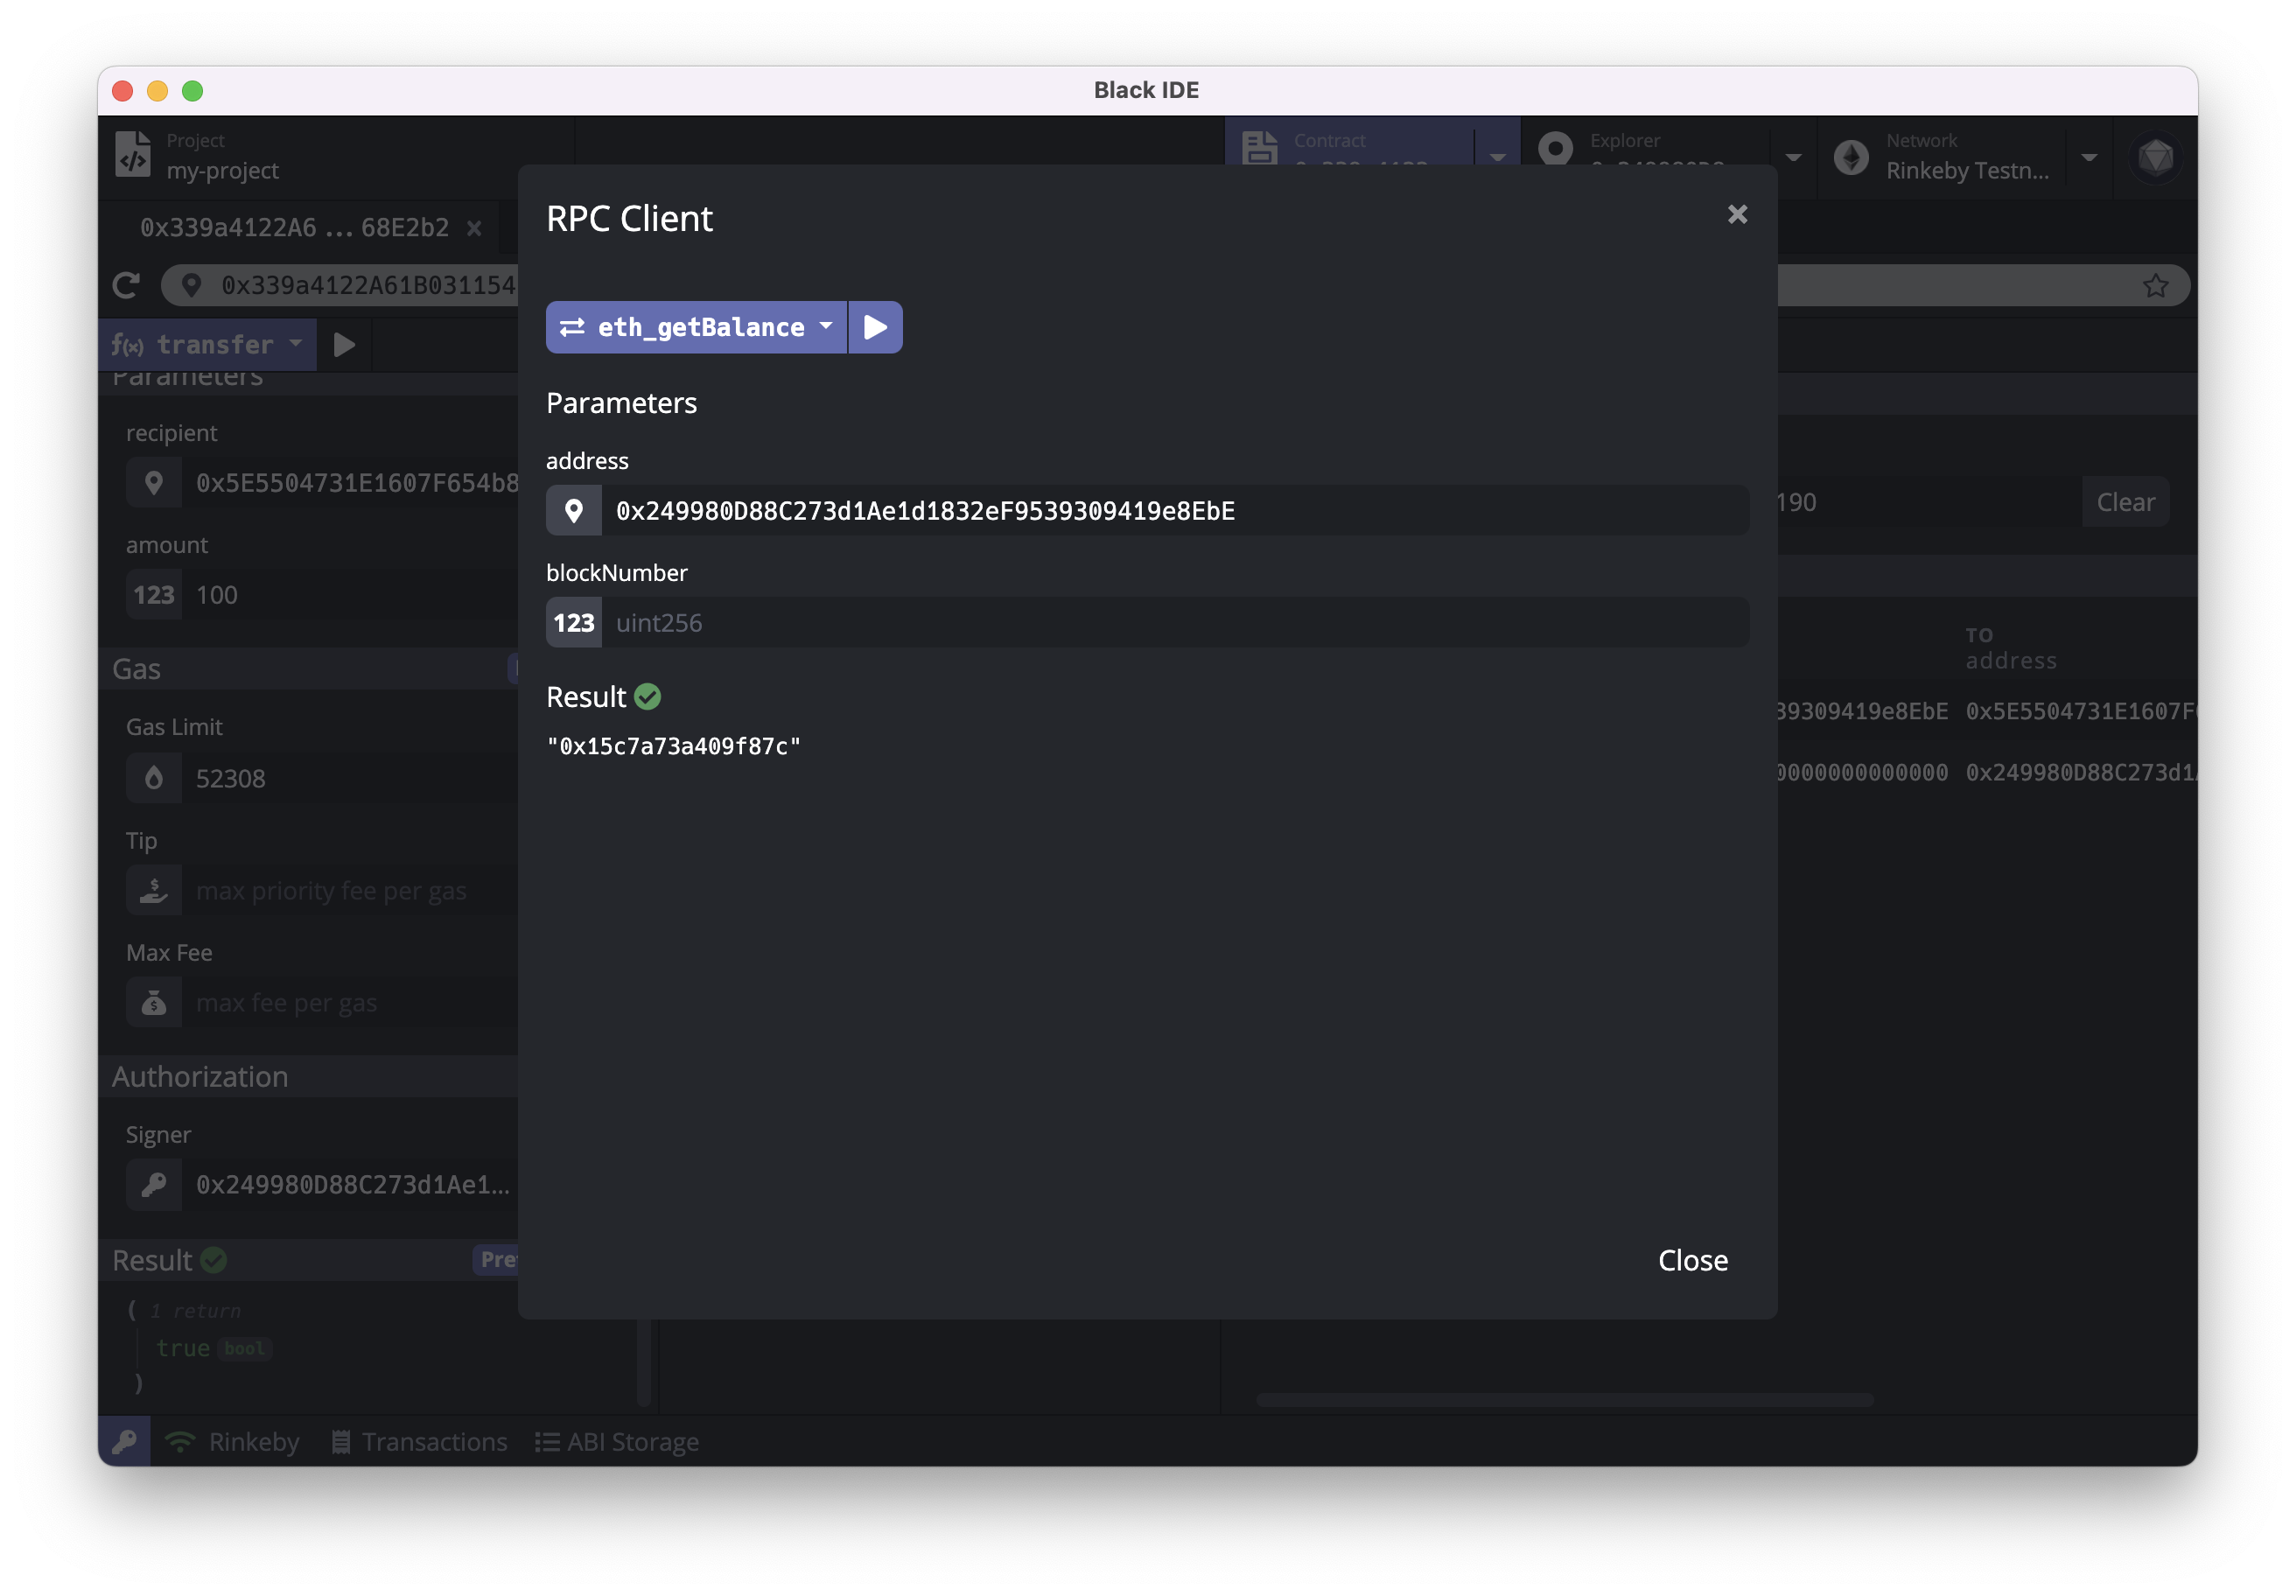 Black IDE
Project
my-project
Contract
Explorer
Network
Rinkeby Testn...
0x339a4122A6 ... 68E2b2
0x339a4122A61B031154
f(x) transfer
Parameters
recipient
0x5E5504731E1607F654b8
amount
123 100
Gas
Gas Limit
52308
Tip
max priority fee per gas
Max Fee
max fee per gas
Authorization
Signer
0x249980D88C273d1Ae1...
Result
( 1 return
true bool
)
RPC Client
eth_getBalance
Parameters
address
0x249980D88C273d1Ae1d1832eF9539309419e8EbE
blockNumber
123 uint256
Result
"0x15c7a73a409f87c"
Close
190 Clear
TO
address
39309419e8EbE 0x5E5504731E1607F
0000000000000 0x249980D88C273d1
Rinkeby Transactions ABI Storage